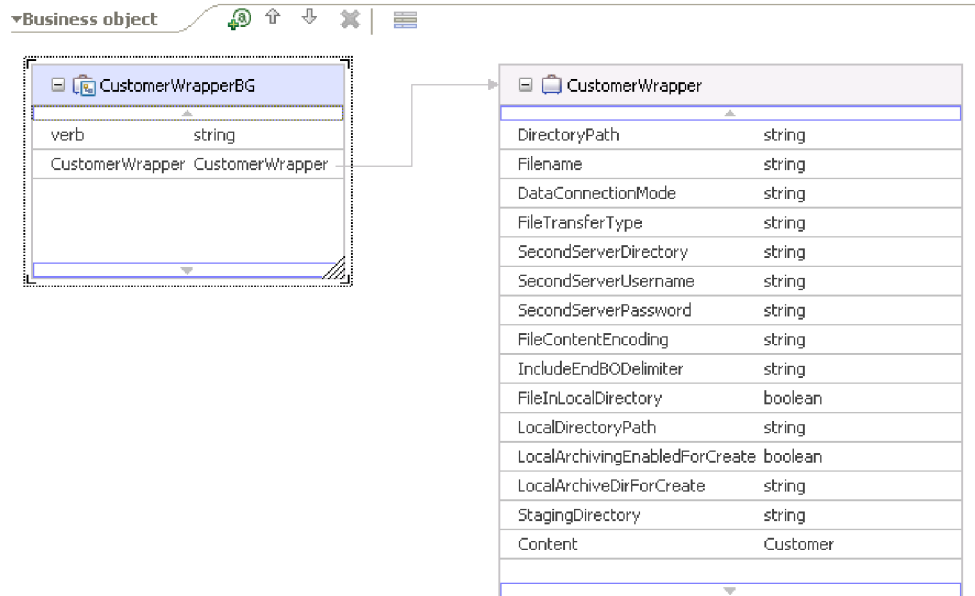 Business object
CustomerWrapperBG
verb string
CustomerWrapper CustomerWrapper
CustomerWrapper
DirectoryPath string
Filename string
DataConnectionMode string
FileTransferType string
SecondServerDirectory string
SecondServerUsername string
SecondServerPassword string
FileContentEncoding string
IncludeEndBODelimiter string
FileInLocalDirectory boolean
LocalDirectoryPath string
LocalArchivingEnabledForCreate boolean
LocalArchiveDirForCreate string
StagingDirectory string
Content Customer